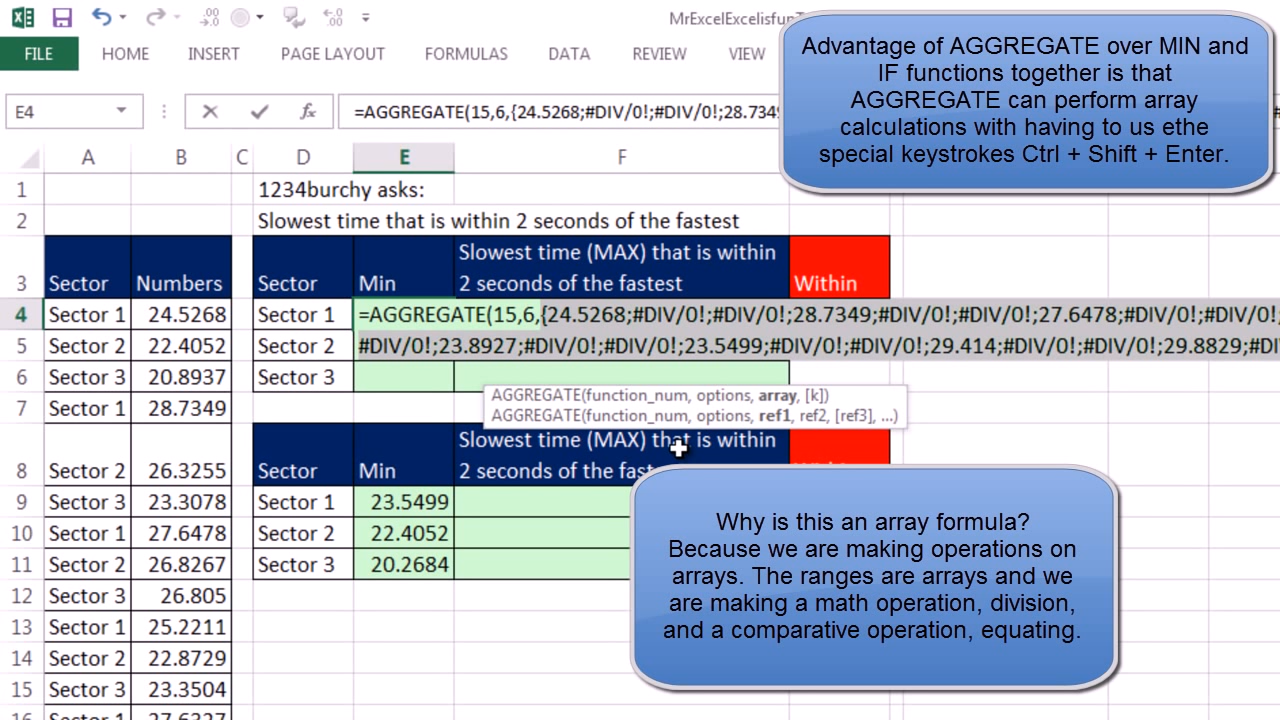 MrExcelExcelisfun
FILE HOME INSERT PAGE LAYOUT FORMULAS DATA REVIEW VIEW
Advantage of AGGREGATE over MIN and
IF functions together is that
AGGREGATE can perform array
calculations with having to us ethe
special keystrokes Ctrl + Shift + Enter.
E4 fx =AGGREGATE(15,6,{24.5268;#DIV/0!;#DIV/0!;28.7349
A B C D E F
1 1234burchy asks:
2 Slowest time that is within 2 seconds of the fastest
Slowest time (MAX) that is within
3 Sector Numbers Sector Min 2 seconds of the fastest Within
4 Sector 1 24.5268 Sector 1 =AGGREGATE(15,6,{24.5268;#DIV/0!;#DIV/0!;28.7349;#DIV/0!;#DIV/0!;27.6478;#DIV/0!;#DIV/0!;
5 Sector 2 22.4052 Sector 2 #DIV/0!;23.8927;#DIV/0!;#DIV/0!;23.5499;#DIV/0!;#DIV/0!;29.414;#DIV/0!;#DIV/0!;29.8829;#DI
6 Sector 3 20.8937 Sector 3
AGGREGATE(function_num, options, array, [k])
7 Sector 1 28.7349
AGGREGATE(function_num, options, ref1, ref2, [ref3], ...)
Slowest time (MAX) that is within
8 Sector 2 26.3255 Sector Min 2 seconds of the fast
9 Sector 3 23.3078 Sector 1 23.5499
10 Sector 1 27.6478 Sector 2 22.4052
11 Sector 2 26.8267 Sector 3 20.2684
12 Sector 3 26.805
13 Sector 1 25.2211
14 Sector 2 22.8729
15 Sector 3 23.3504
16 Sector 1 27.6327
Why is this an array formula?
Because we are making operations on
arrays. The ranges are arrays and we
are making a math operation, division,
and a comparative operation, equating.